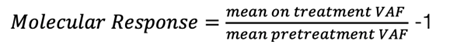 Molecular Response = mean on treatment VAF / mean pretreatment VAF -1